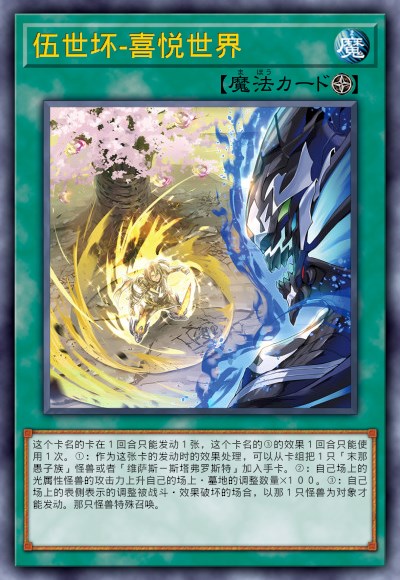 伍世坏-喜悦世界
魔
【魔法カード】
ま ほう
这个卡名的卡在1回合只能发动1张，这个卡名的③的效果1回合只能使
用1次。①：作为这张卡的发动时的效果处理，可以从卡组把1只「末那
愚子族」怪兽或者「维萨斯－斯塔弗罗斯特」加入手卡。②：自己场上的
光属性怪兽的攻击力上升自己的场上·墓地的调整数量×100。③：自己
场上的表侧表示的调整被战斗·效果破坏的场合，以那1只怪兽为对象才
能发动。那只怪兽特殊召唤。